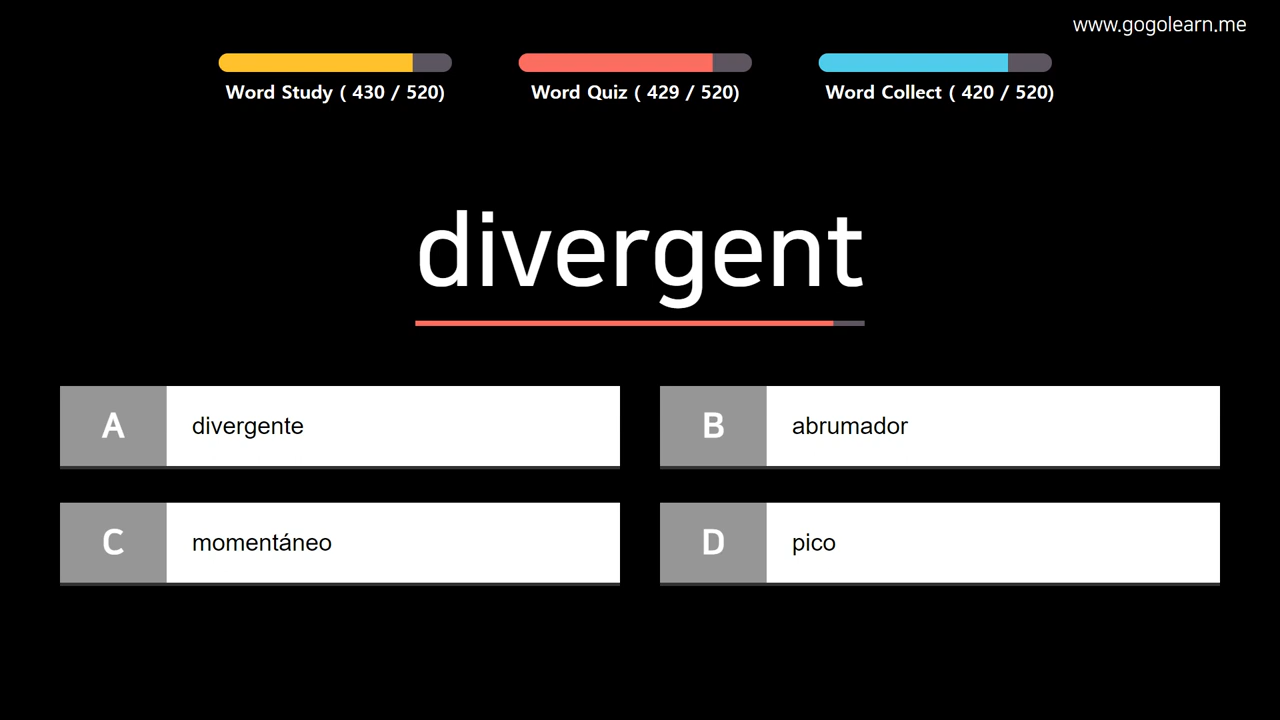 www.gogolearn.me
Word Study ( 430 / 520)
Word Quiz ( 429 / 520)
Word Collect ( 420 / 520)
divergent
A divergente
B abrumador
C momentáneo
D pico